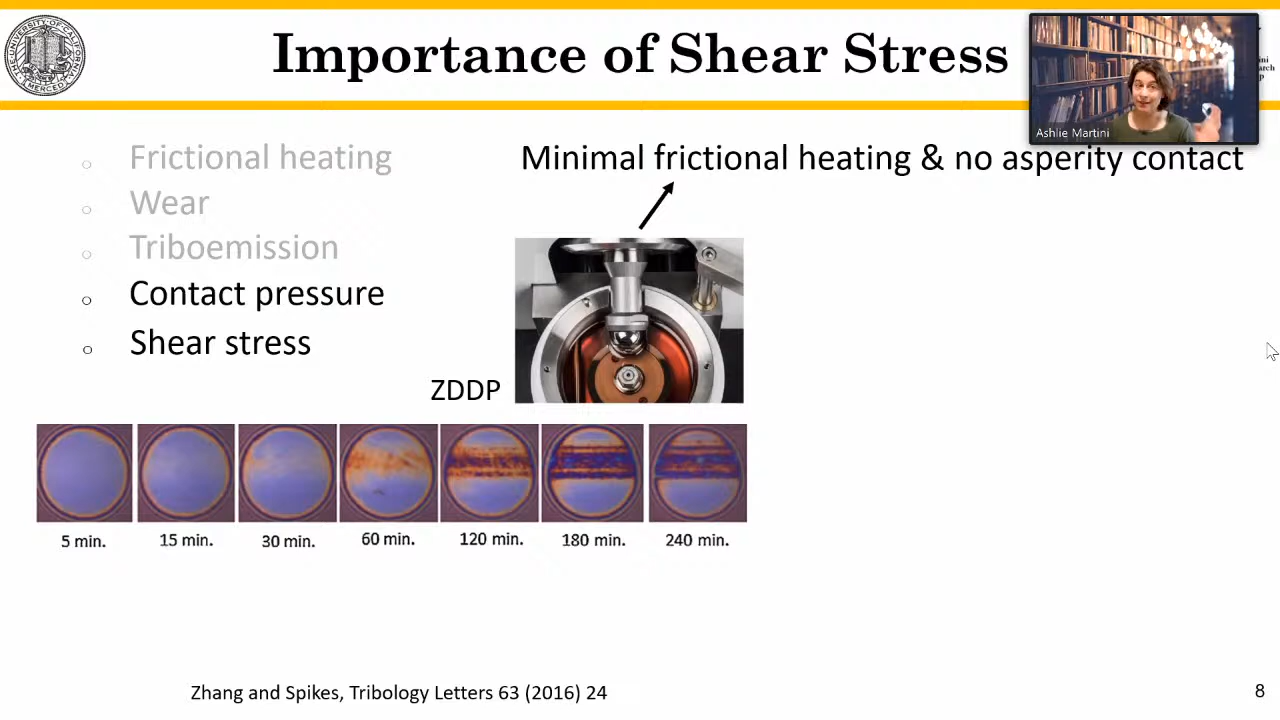 Importance of Shear Stress
Ashlie Martini
Frictional heating
Wear
Triboemission
Contact pressure
Shear stress
Minimal frictional heating & no asperity contact
ZDDP
5 min.
15 min.
30 min.
60 min.
120 min.
180 min.
240 min.
Zhang and Spikes, Tribology Letters 63 (2016) 24
8